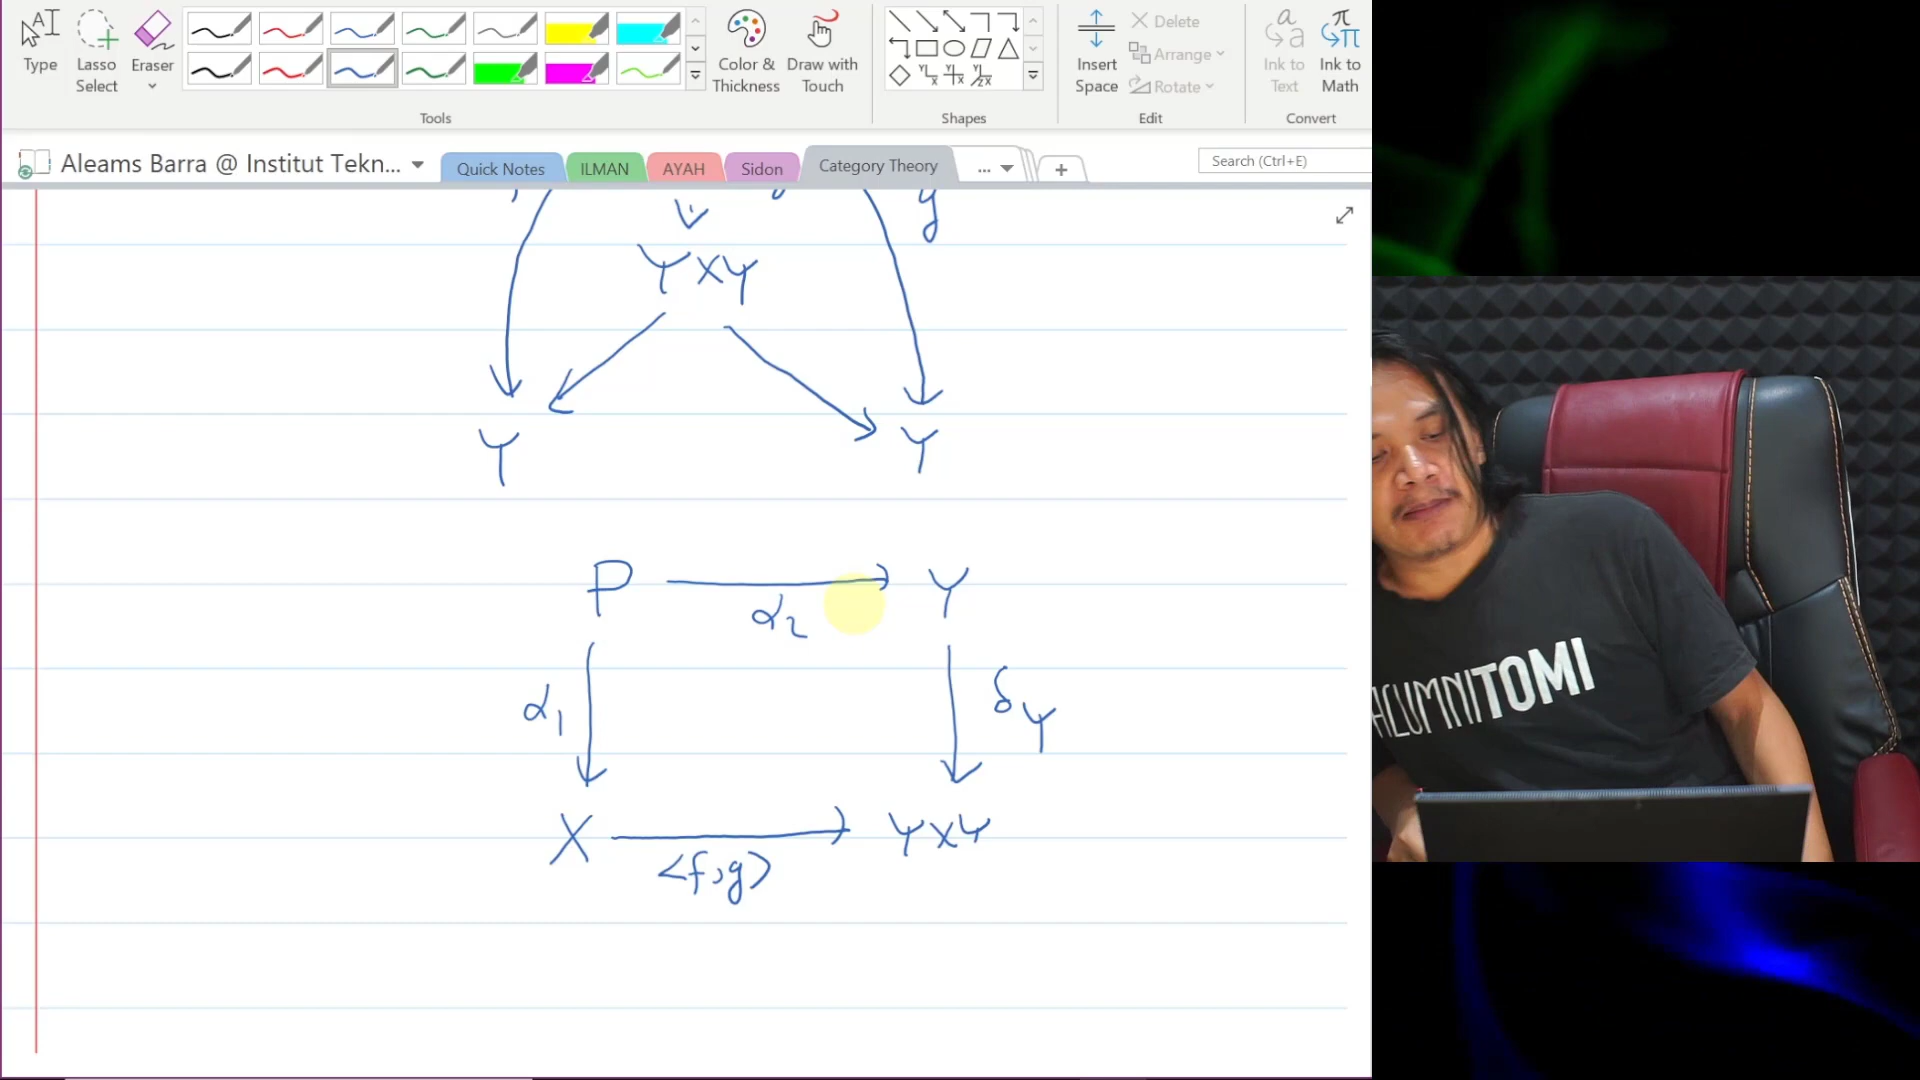 Type
Lasso Select
Eraser
Color & Thickness
Draw with Touch
Insert Space
Delete
Arrange
Rotate
Ink to Text
Ink to Math
Tools
Shapes
Edit
Convert
Aleams Barra @ Institut Tekn...
Quick Notes
ILMAN
AYAH
Sidon
Category Theory
...
+
Search (Ctrl+E)
g
Y×Y
Y Y
P Y
α₂
α₁ δ_Y
X Y×Y
<f,g>
ALUMNITOMI